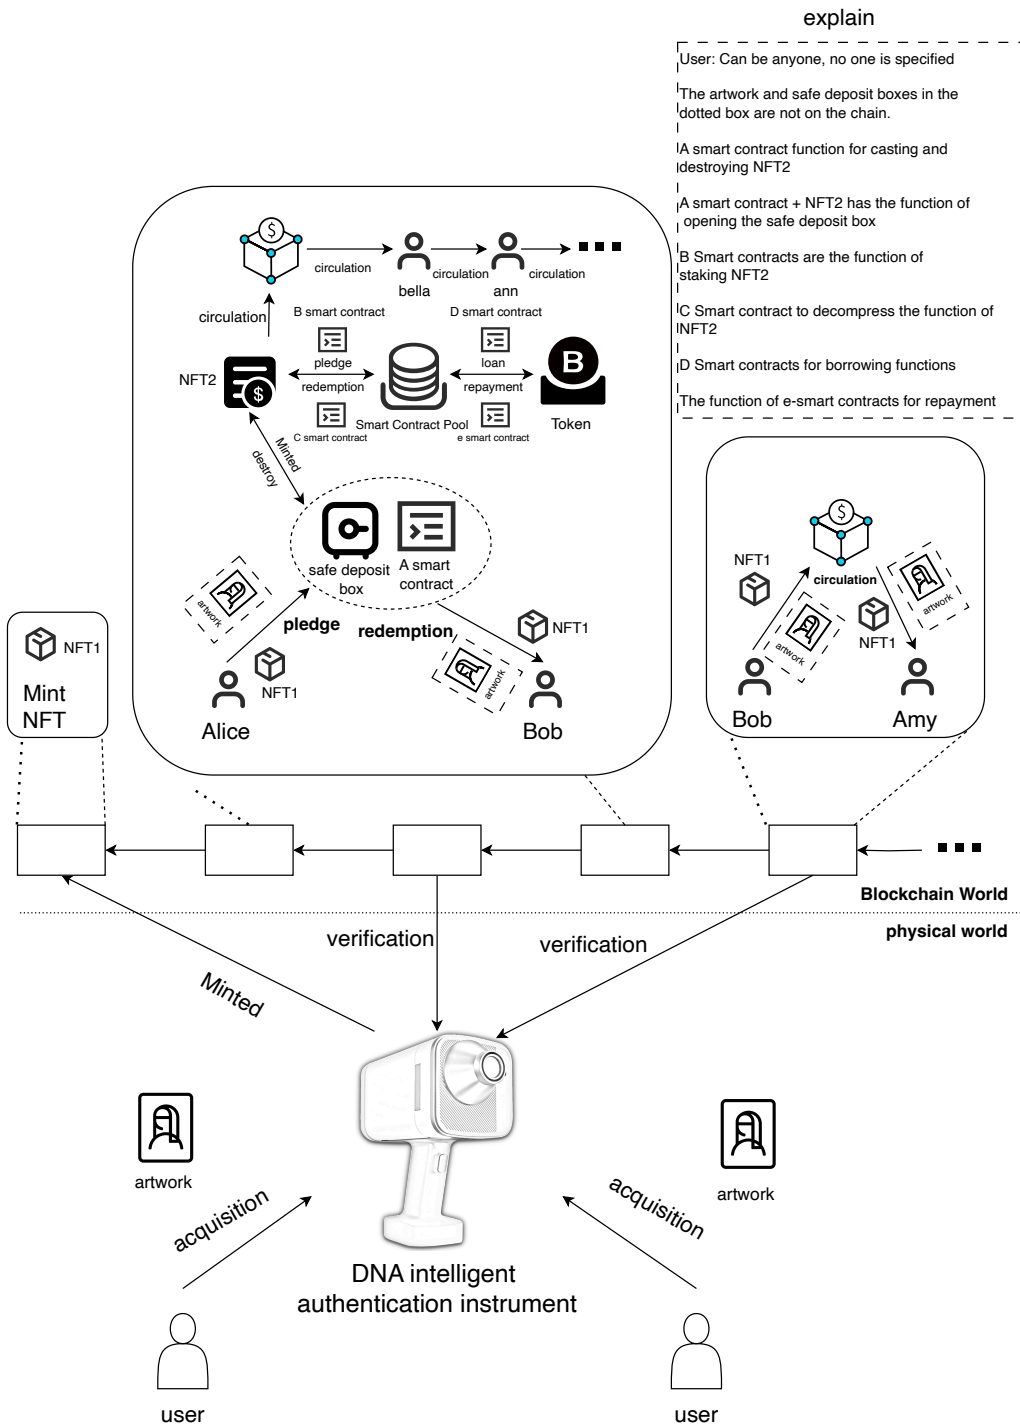 explain
User: Can be anyone, no one is specified
The artwork and safe deposit boxes in the
dotted box are not on the chain.
A smart contract function for casting and
destroying NFT2
A smart contract + NFT2 has the function of
opening the safe deposit box
B Smart contracts are the function of
staking NFT2
C Smart contract to decompress the function of
NFT2
D Smart contracts for borrowing functions
The function of e-smart contracts for repayment
$
circulation
circulation
circulation
bella
ann
circulation
B smart contract
D smart contract
NFT2
$
pledge
redemption
loan
repayment
B
C smart contract
Smart Contract Pool
e smart contract
Token
Minted
destroy
safe deposit
box
A smart
contract
artwork
pledge
redemption
NFT1
NFT1
artwork
Alice
Bob
NFT1
Mint
NFT
$
NFT1
circulation
artwork
artwork
NFT1
Bob
Amy
Blockchain World
physical world
verification
verification
Minted
artwork
artwork
acquisition
acquisition
DNA intelligent
authentication instrument
user
user